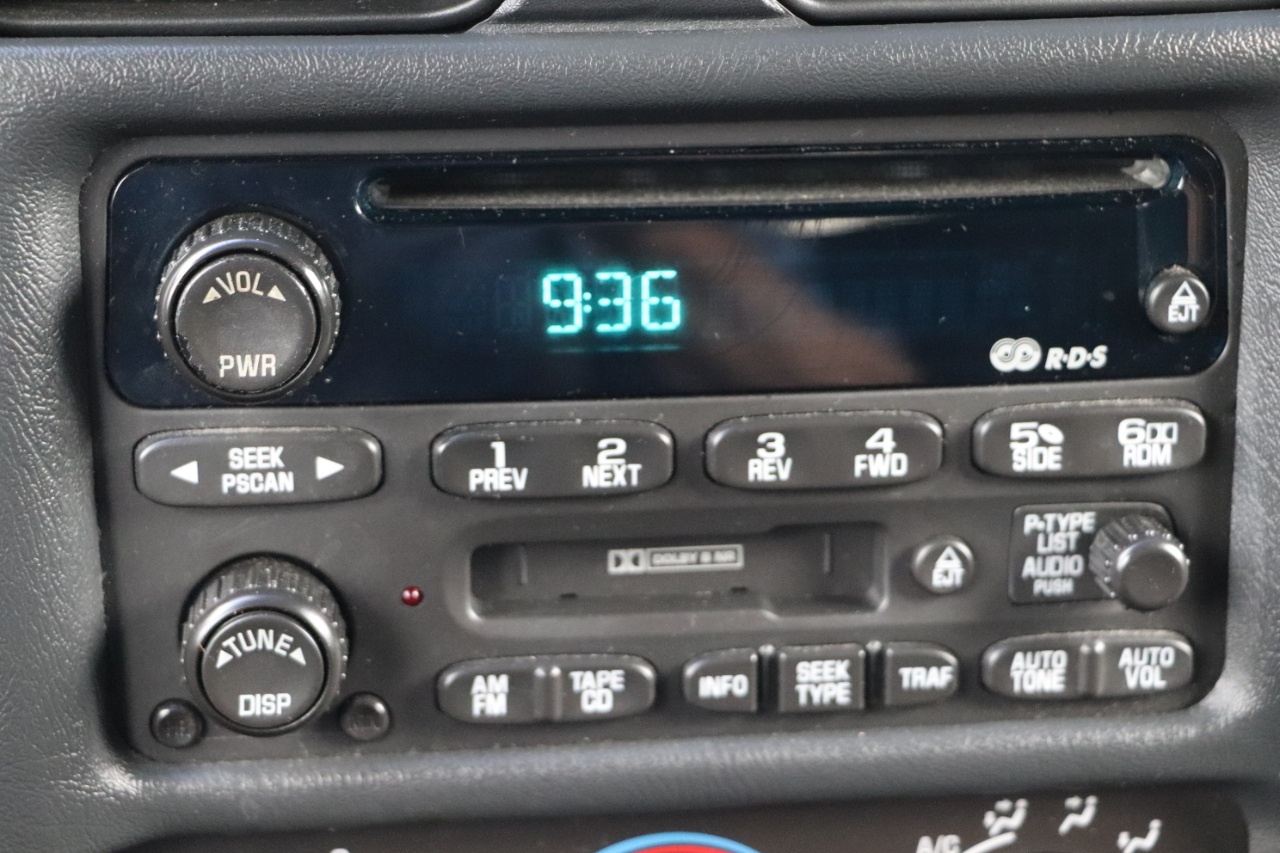 VOL
PWR
9:36
EJT
R·D·S
SEEK
PSCAN
1
PREV
2
NEXT
3
REV
4
FWD
5
SIDE
6
RDM
P-TYPE
LIST
AUDIO
PUSH
DOLBY B NR
EJT
TUNE
DISP
AM
FM
TAPE
CD
INFO
SEEK
TYPE
TRAF
AUTO
TONE
AUTO
VOL
A/C